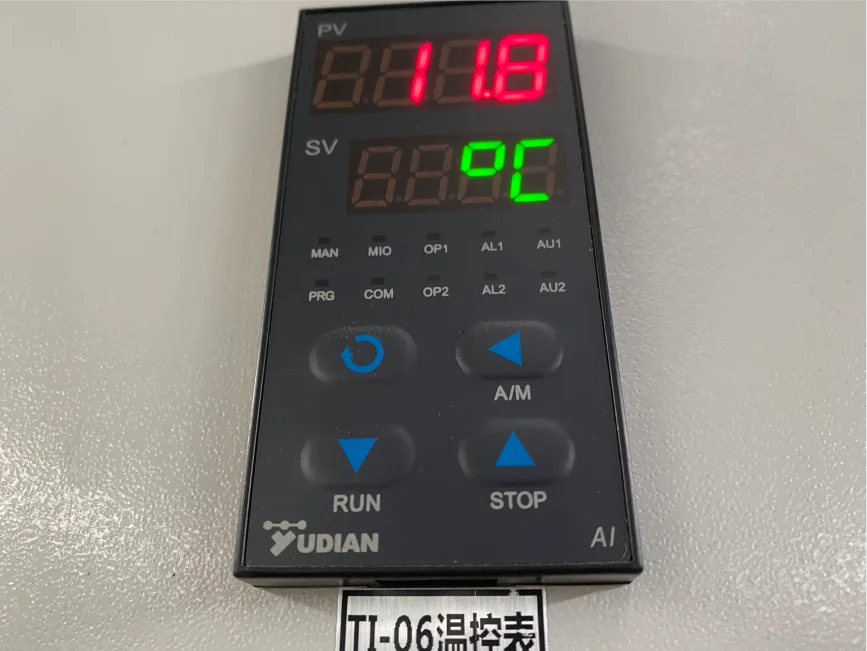 PV
11.8
SV
°C
MAN MIO OP1 AL1 AU1
PRG COM OP2 AL2 AU2
A/M
RUN STOP
YUDIAN AI
TI-06温控表